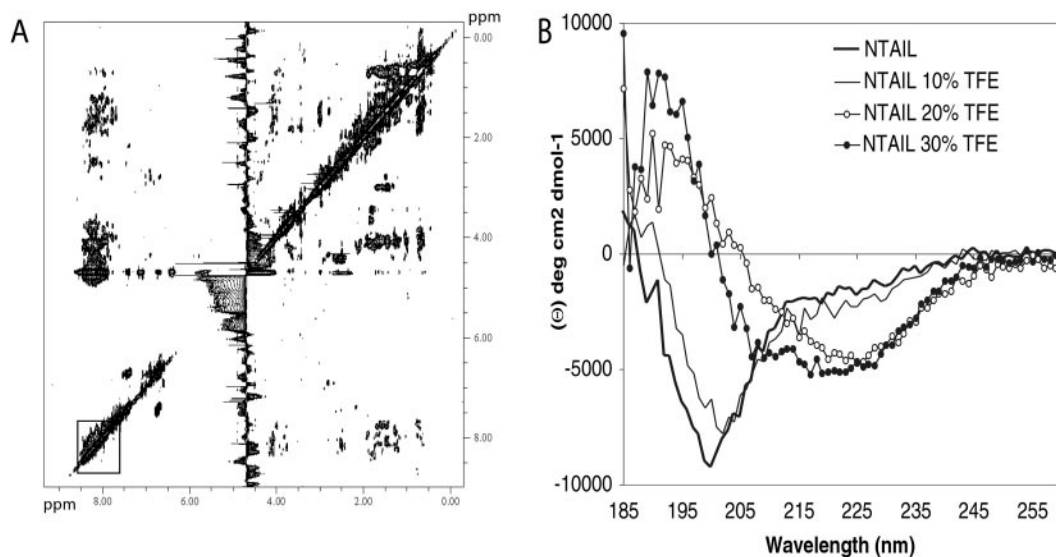 A
ppm
0.00
2.00
4.00
6.00
8.00
ppm
8.00
6.00
4.00
2.00
0.00
B
10000
5000
0
-5000
-10000
(Θ) deg cm2 dmol-1
NTAIL
NTAIL 10% TFE
NTAIL 20% TFE
NTAIL 30% TFE
185
195
205
215
225
235
245
255
Wavelength (nm)